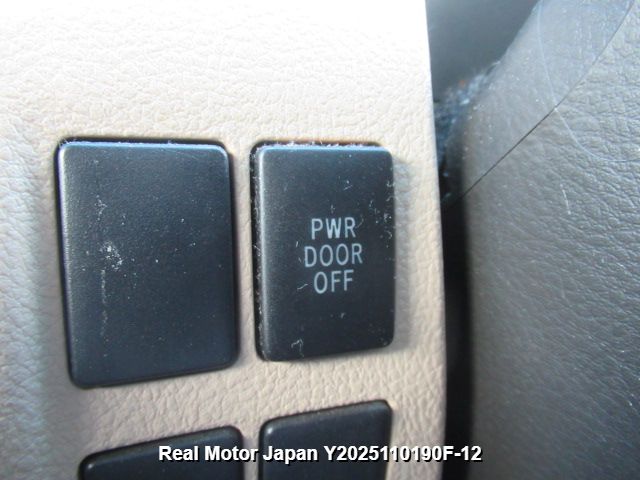 PWR
DOOR
OFF
Real Motor Japan Y2025110190F-12